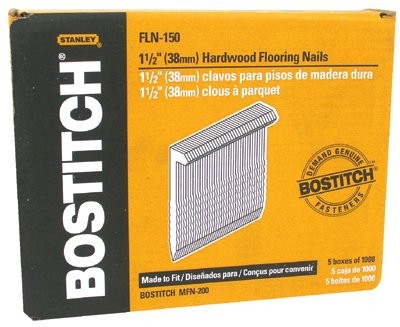 STANLEY
BOSTITCH®
FLN-150
1½" (38mm) Hardwood Flooring Nails
1½" (38mm) clavos para pisos de madera dura
1½" (38mm) clous à parquet
DEMAND GENUINE
BOSTITCH®
FASTENERS
Made to Fit / Diseñados para / Conçus pour convenir
BOSTITCH MFN-200
5 boxes of 1000
5 caja de 1000
5 boîtes de 1000